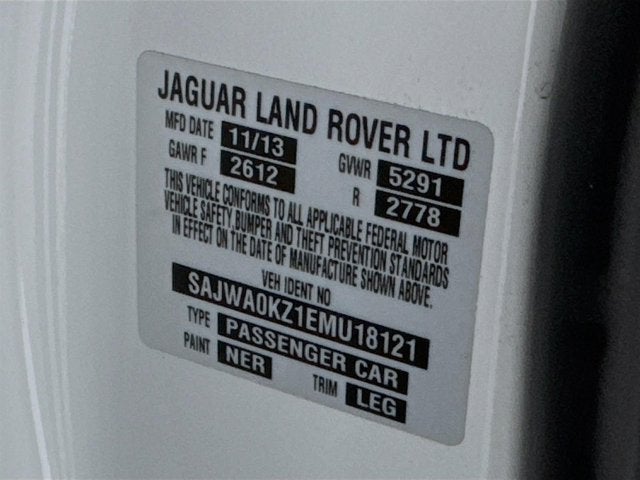 JAGUAR LAND ROVER LTD
MFD DATE 11/13
GAWR F 2612 GVWR 5291
R 2778
THIS VEHICLE CONFORMS TO ALL APPLICABLE FEDERAL MOTOR
VEHICLE SAFETY BUMPER AND THEFT PREVENTION STANDARDS
IN EFFECT ON THE DATE OF MANUFACTURE SHOWN ABOVE.
VEH IDENT NO
SAJWA0KZ1EMU18121
TYPE PASSENGER CAR
PAINT NER TRIM LEG